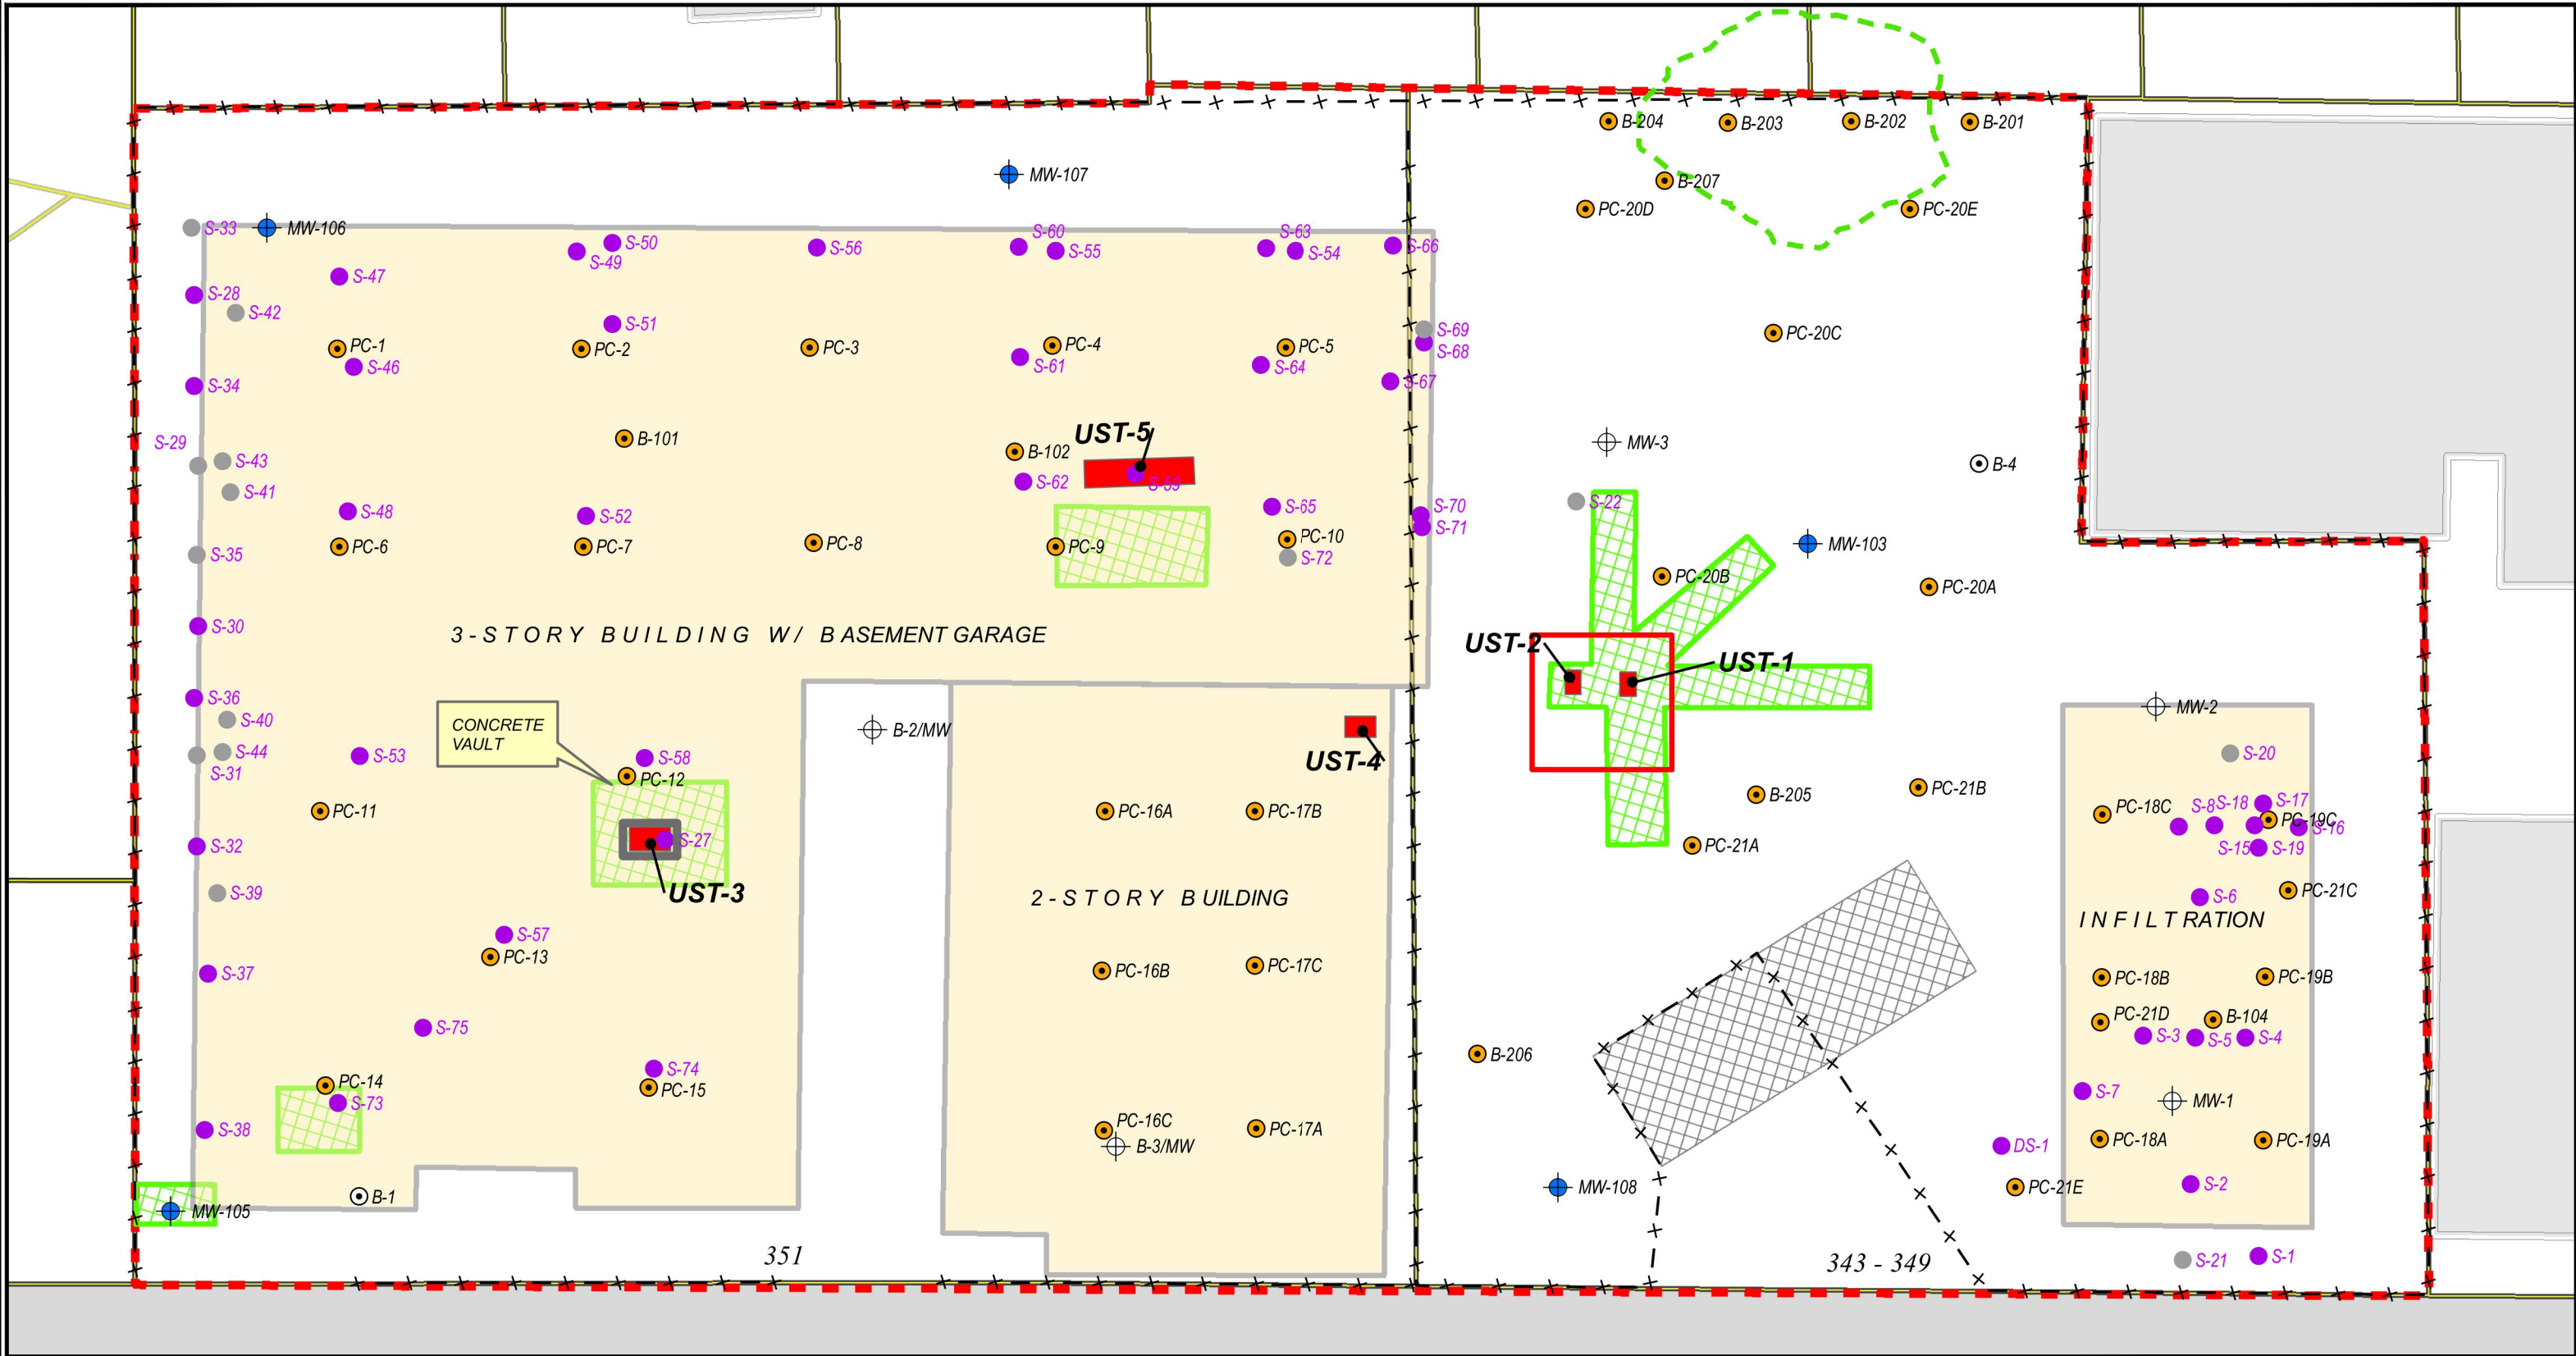 B-204
B-203
B-202
B-201
MW-107
B-207
PC-20D
PC-20E
S-33
MW-106
S-50
S-49
S-56
S-60
S-55
S-63
S-54
S-66
S-47
S-28
S-42
S-51
PC-1
PC-2
PC-3
PC-4
PC-5
S-69
S-68
PC-20C
S-46
S-61
S-64
S-34
S-67
S-29
B-101
UST-5
B-102
MW-3
S-43
B-4
S-41
S-62
S-59
S-48
S-52
S-65
S-70
S-71
S-22
PC-6
PC-7
PC-8
PC-9
PC-10
S-72
MW-103
S-35
PC-20B
PC-20A
S-30
3-STORY BUILDING W/ BASEMENT GARAGE
UST-2
UST-1
S-36
S-40
CONCRETE
VAULT
B-2/MW
MW-2
S-44
S-31
S-53
S-58
PC-12
UST-4
S-20
PC-11
PC-16A
PC-17B
B-205
PC-21B
PC-18C
S-8
S-18
S-17
PC-19C
S-16
S-32
S-27
PC-21A
S-15
S-19
S-39
UST-3
2-STORY BUILDING
S-6
PC-21C
INFILTRATION
S-57
PC-13
S-37
PC-16B
PC-17C
PC-18B
PC-19B
S-75
PC-21D
B-104
S-3
S-5
S-4
B-206
S-74
PC-14
PC-15
S-73
S-7
MW-1
S-38
PC-16C
B-3/MW
PC-17A
DS-1
PC-18A
PC-19A
B-1
MW-105
MW-108
PC-21E
S-2
351
343 - 349
S-21
S-1